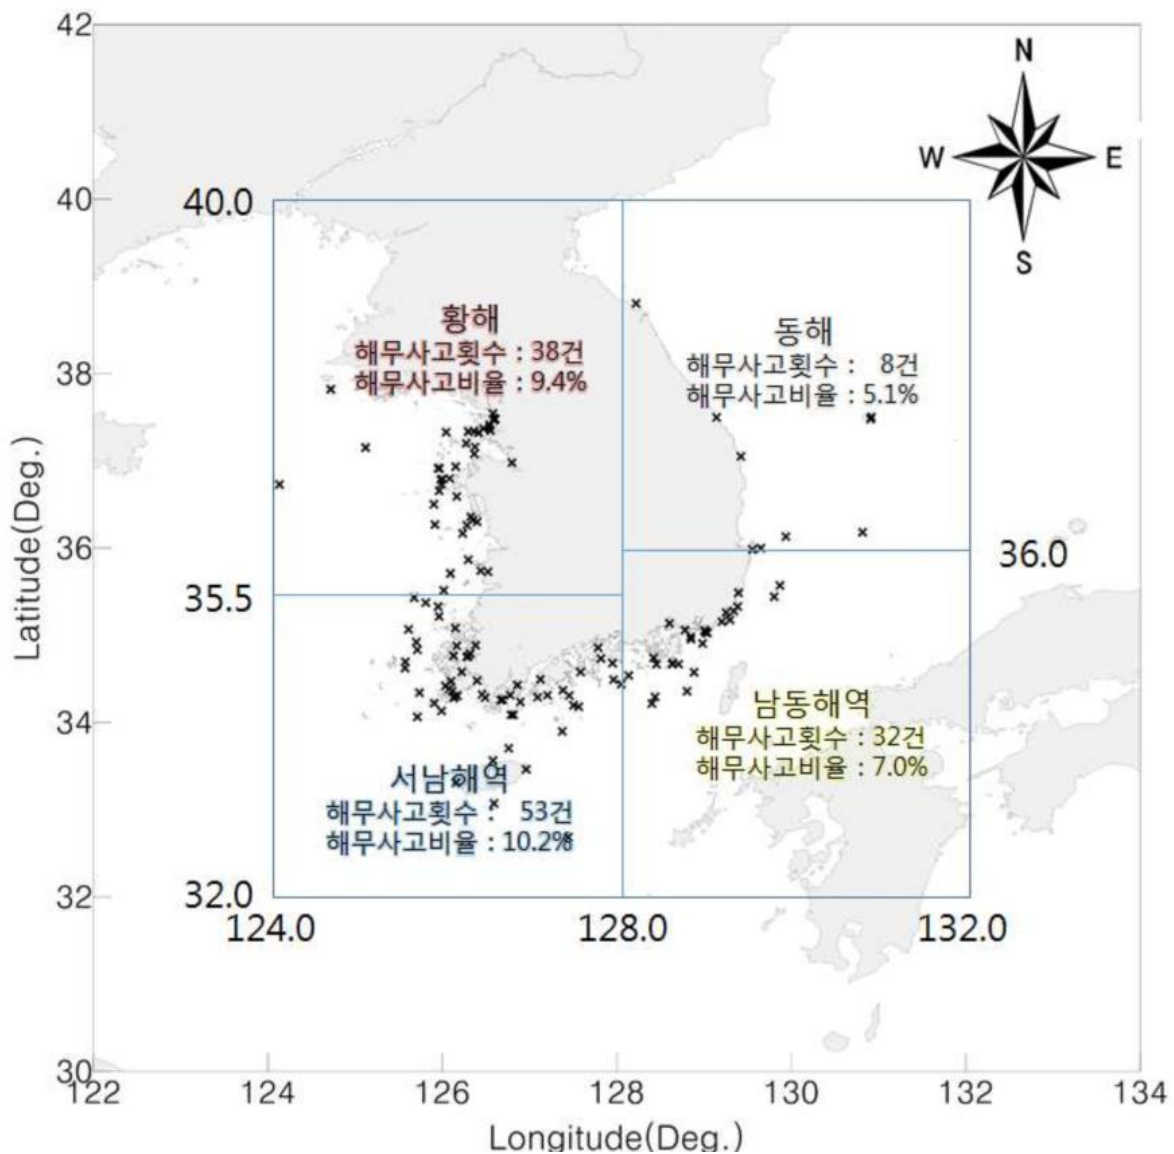 42
N
W
E
S
40
40.0
황해
해무사고횟수 : 38건
해무사고비율 : 9.4%
동해
해무사고횟수 : 8건
해무사고비율 : 5.1%
38
Latitude(Deg.)
36
36.0
35.5
34
남동해역
해무사고횟수 : 32건
해무사고비율 : 7.0%
서남해역
해무사고횟수 : 53건
해무사고비율 : 10.2%
32
32.0
124.0
128.0
132.0
30
122
124
126
128
130
132
134
Longitude(Deg.)